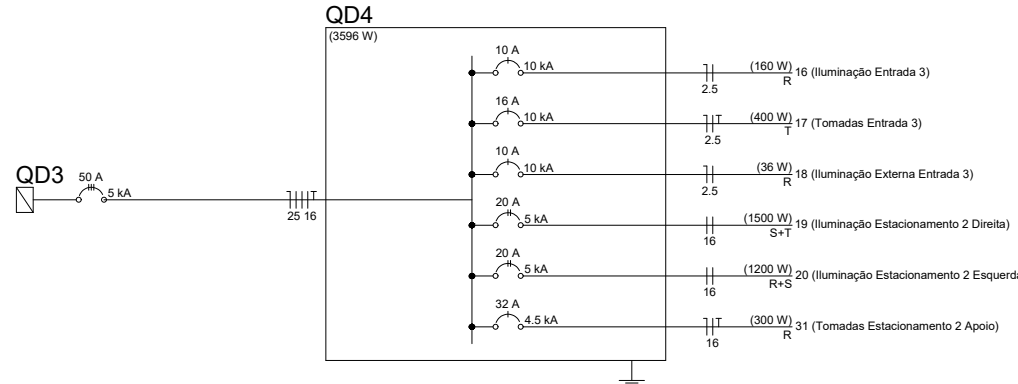 QD4
(3596 W)
10 A
10 kA
2.5
(160 W)
R
16 (Iluminação Entrada 3)
16 A
10 kA
T
2.5
(400 W)
T
17 (Tomadas Entrada 3)
10 A
10 kA
2.5
(36 W)
R
18 (Iluminação Externa Entrada 3)
QD3
50 A
5 kA
T
25 16
20 A
5 kA
16
(1500 W)
S+T
19 (Iluminação Estacionamento 2 Direita)
20 A
5 kA
16
(1200 W)
R+S
20 (Iluminação Estacionamento 2 Esquerda
32 A
4.5 kA
T
16
(300 W)
R
31 (Tomadas Estacionamento 2 Apoio)